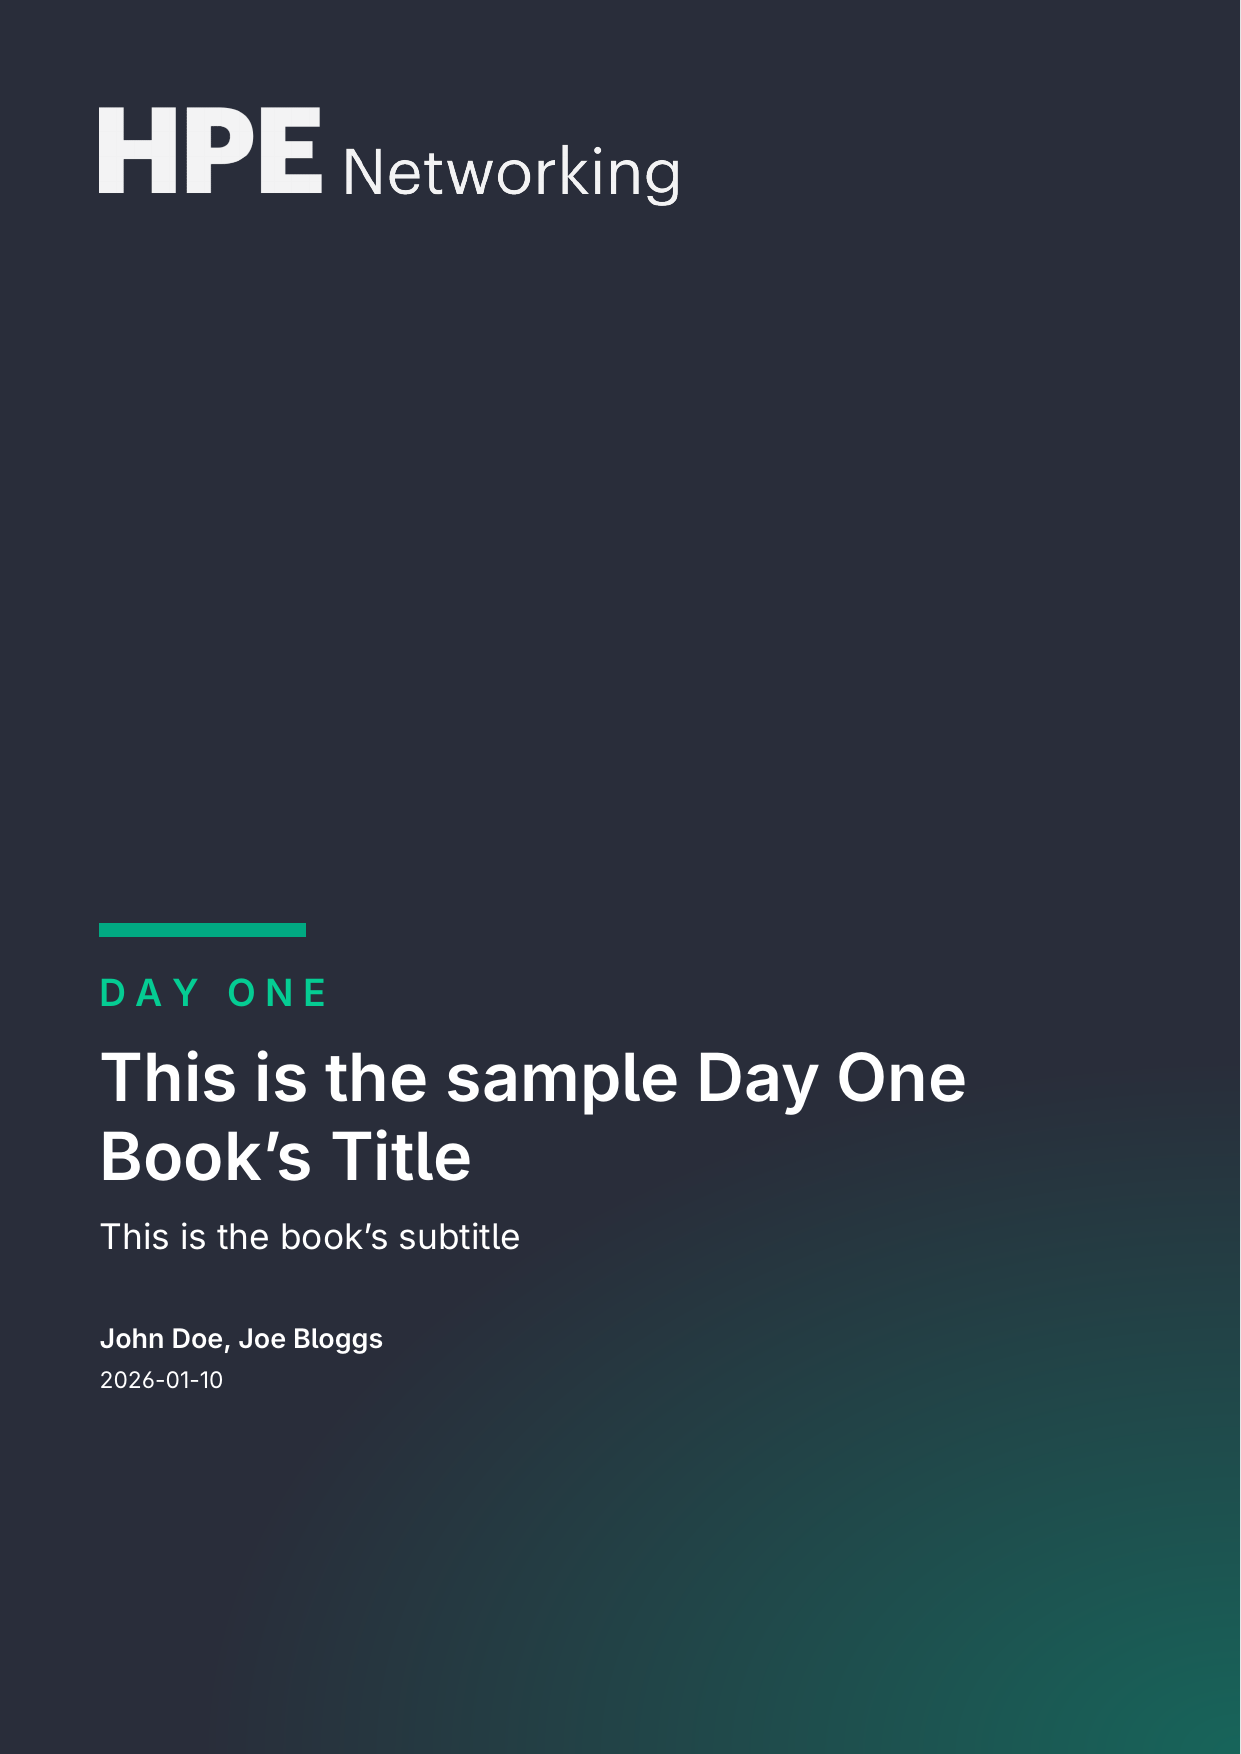 HPE Networking
DAY ONE
This is the sample Day One
Book’s Title
This is the book’s subtitle
John Doe, Joe Bloggs
2026-01-10